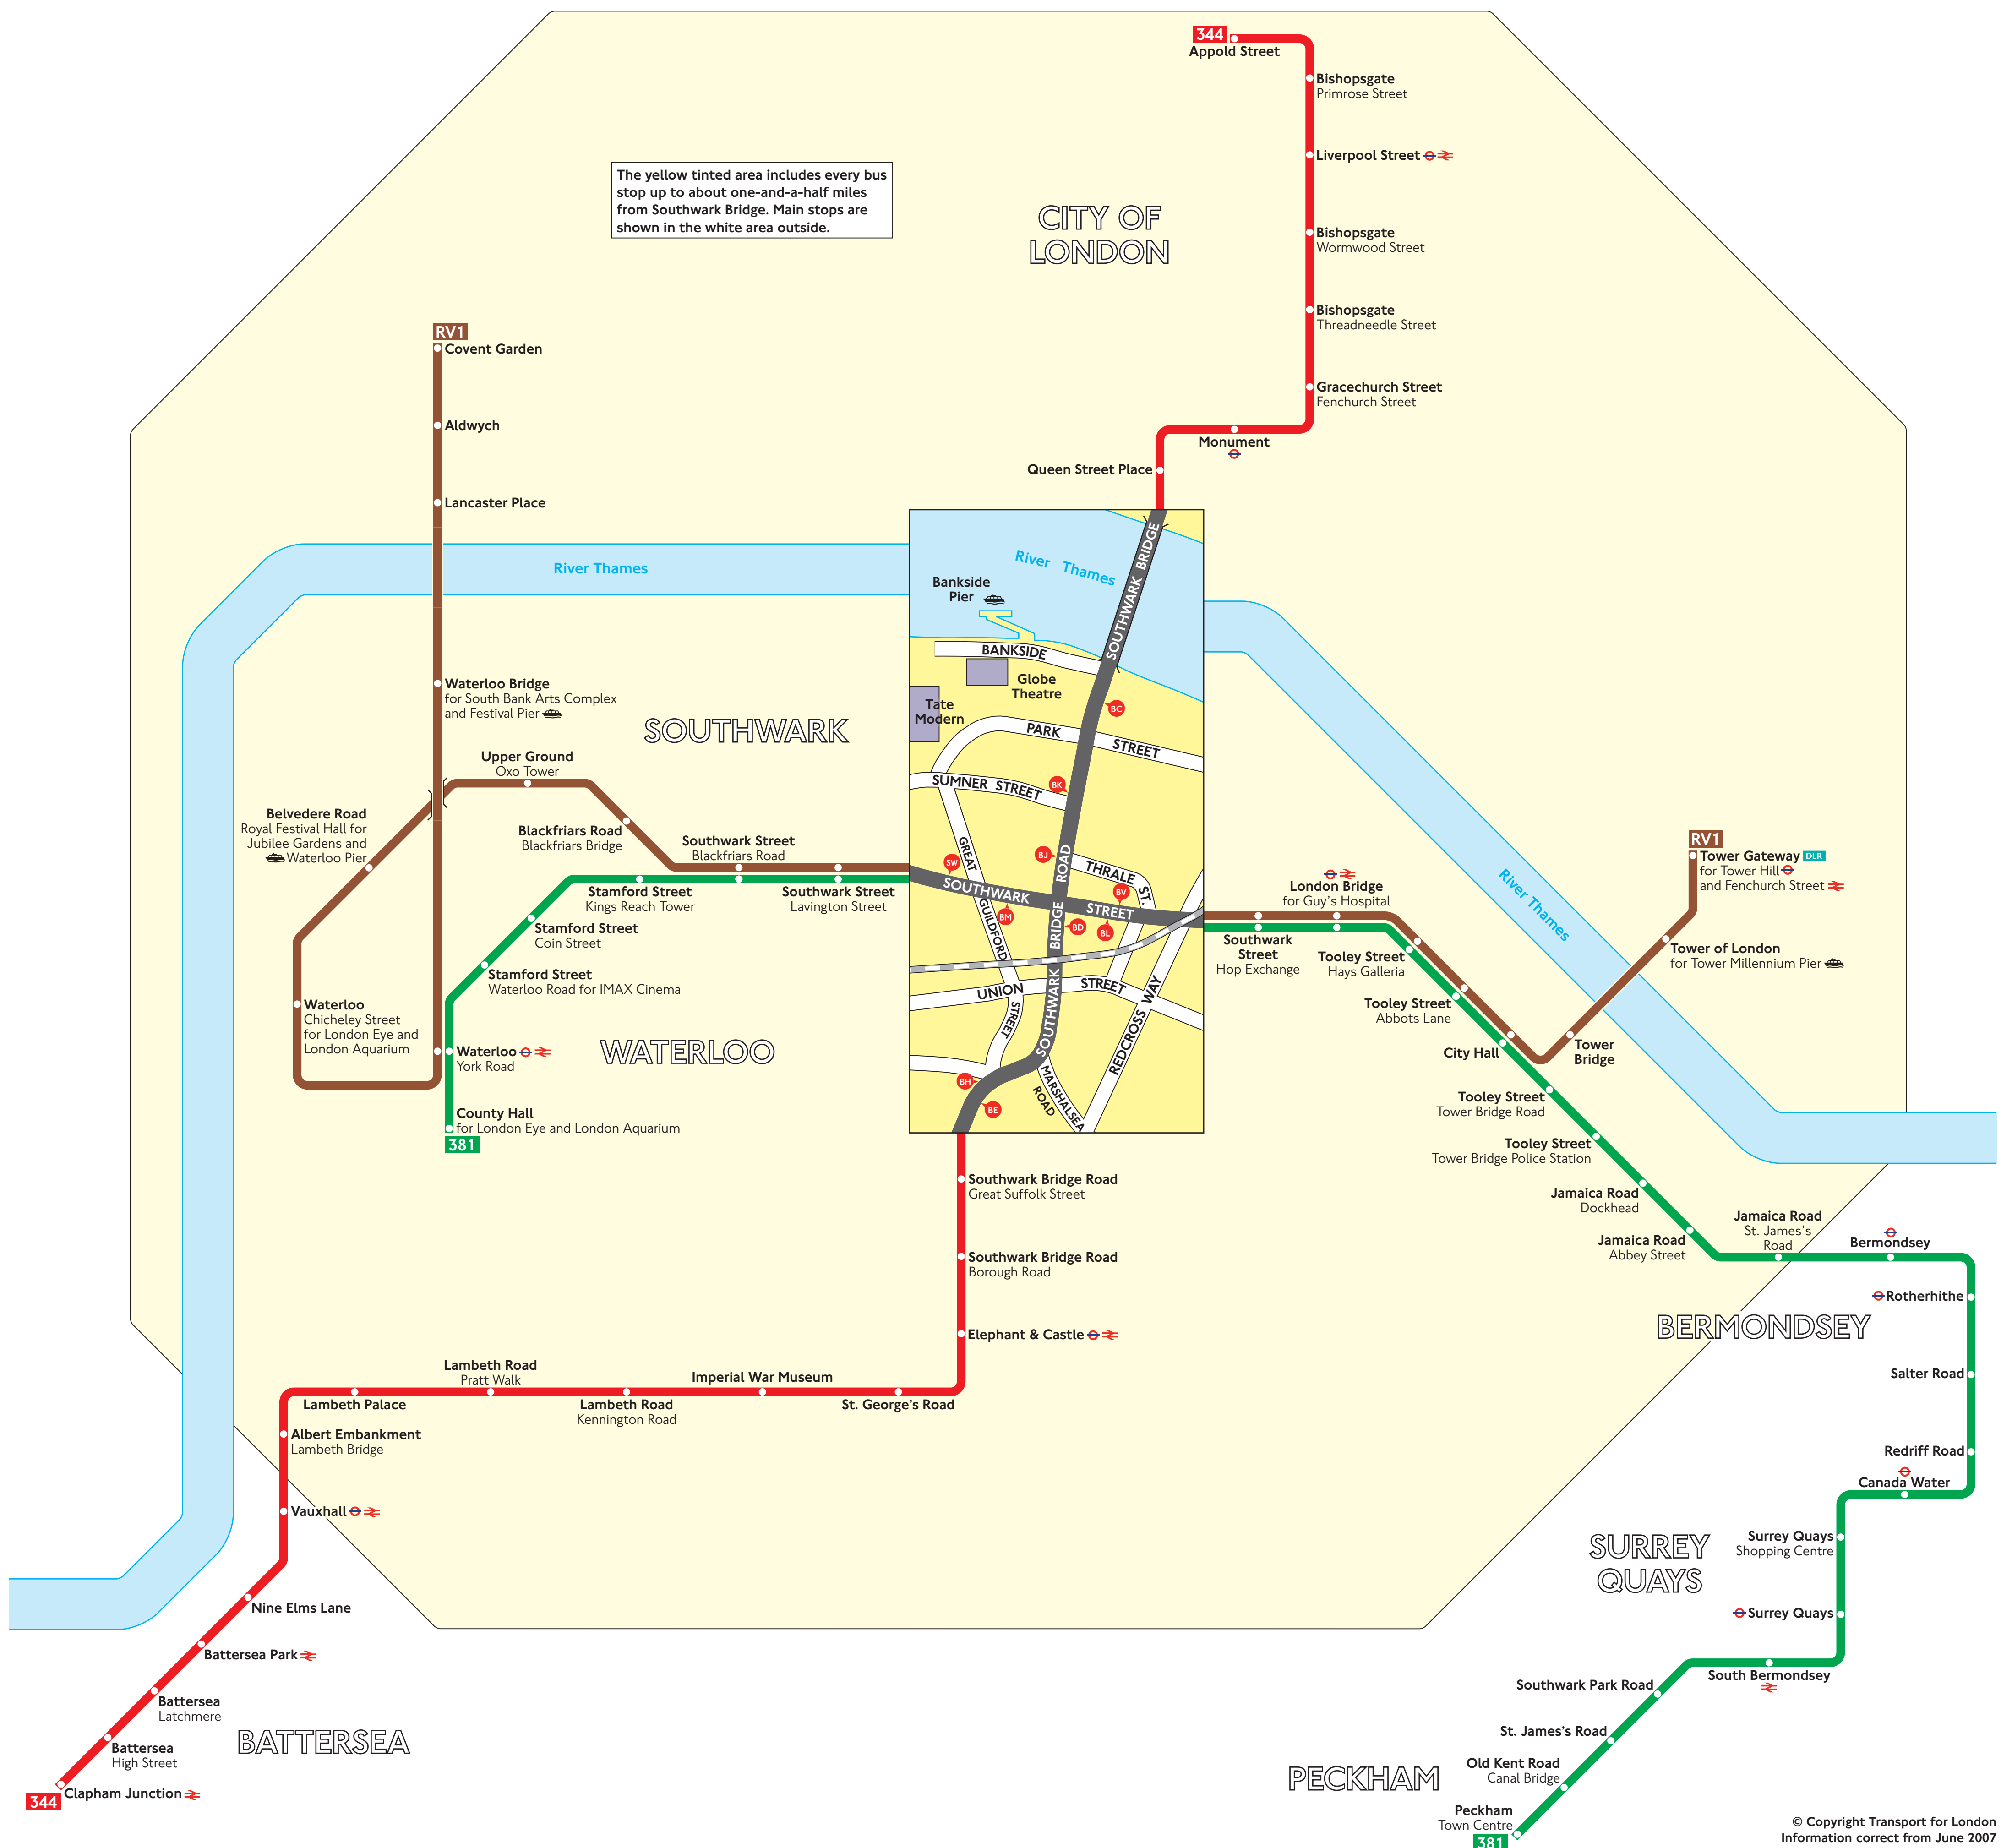 344
Appold Street
Bishopsgate
Primrose Street
Liverpool Street
Bishopsgate
Wormwood Street
Bishopsgate
Threadneedle Street
Gracechurch Street
Fenchurch Street
Monument
Queen Street Place
The yellow tinted area includes every bus
stop up to about one-and-a-half miles
from Southwark Bridge. Main stops are
shown in the white area outside.
CITY OF
LONDON
RV1
Covent Garden
Aldwych
Lancaster Place
River Thames
Waterloo Bridge
for South Bank Arts Complex
and Festival Pier
SOUTHWARK
Upper Ground
Oxo Tower
Belvedere Road
Royal Festival Hall for
Jubilee Gardens and
Waterloo Pier
Blackfriars Road
Blackfriars Bridge
Southwark Street
Blackfriars Road
Stamford Street
Kings Reach Tower
Southwark Street
Lavington Street
Stamford Street
Coin Street
Stamford Street
Waterloo Road for IMAX Cinema
Waterloo
Chicheley Street
for London Eye and
London Aquarium
Waterloo
York Road
WATERLOO
County Hall
for London Eye and London Aquarium
381
River Thames
SOUTHWARK BRIDGE
Bankside
Pier
BANKSIDE
Globe
Theatre
Tate
Modern
BC
PARK STREET
BK
SUMNER STREET
BJ
THRALE ST.
SW
BV
GREAT GUILDFORD STREET
SOUTHWARK STREET
SOUTHWARK BRIDGE ROAD
BM
BD
BL
UNION STREET
REDCROSS WAY
MARSHALSEA
ROAD
BH
BE
London Bridge
for Guy's Hospital
Southwark
Street
Hop Exchange
Tooley Street
Hays Galleria
Tooley Street
Abbots Lane
City Hall
Tower
Bridge
River Thames
RV1
Tower Gateway DLR
for Tower Hill
and Fenchurch Street
Tower of London
for Tower Millennium Pier
Tooley Street
Tower Bridge Road
Tooley Street
Tower Bridge Police Station
Jamaica Road
Dockhead
Jamaica Road
Abbey Street
Jamaica Road
St. James's
Road
Bermondsey
Rotherhithe
BERMONDSEY
Salter Road
Redriff Road
Canada Water
SURREY
QUAYS
Surrey Quays
Shopping Centre
Surrey Quays
South Bermondsey
Southwark Park Road
St. James's Road
Old Kent Road
Canal Bridge
PECKHAM
Peckham
Town Centre
381
Southwark Bridge Road
Great Suffolk Street
Southwark Bridge Road
Borough Road
Elephant & Castle
St. George's Road
Imperial War Museum
Lambeth Road
Kennington Road
Lambeth Road
Pratt Walk
Lambeth Palace
Albert Embankment
Lambeth Bridge
Vauxhall
Nine Elms Lane
Battersea Park
Battersea
Latchmere
BATTERSEA
Battersea
High Street
Clapham Junction
344
© Copyright Transport for London
Information correct from June 2007